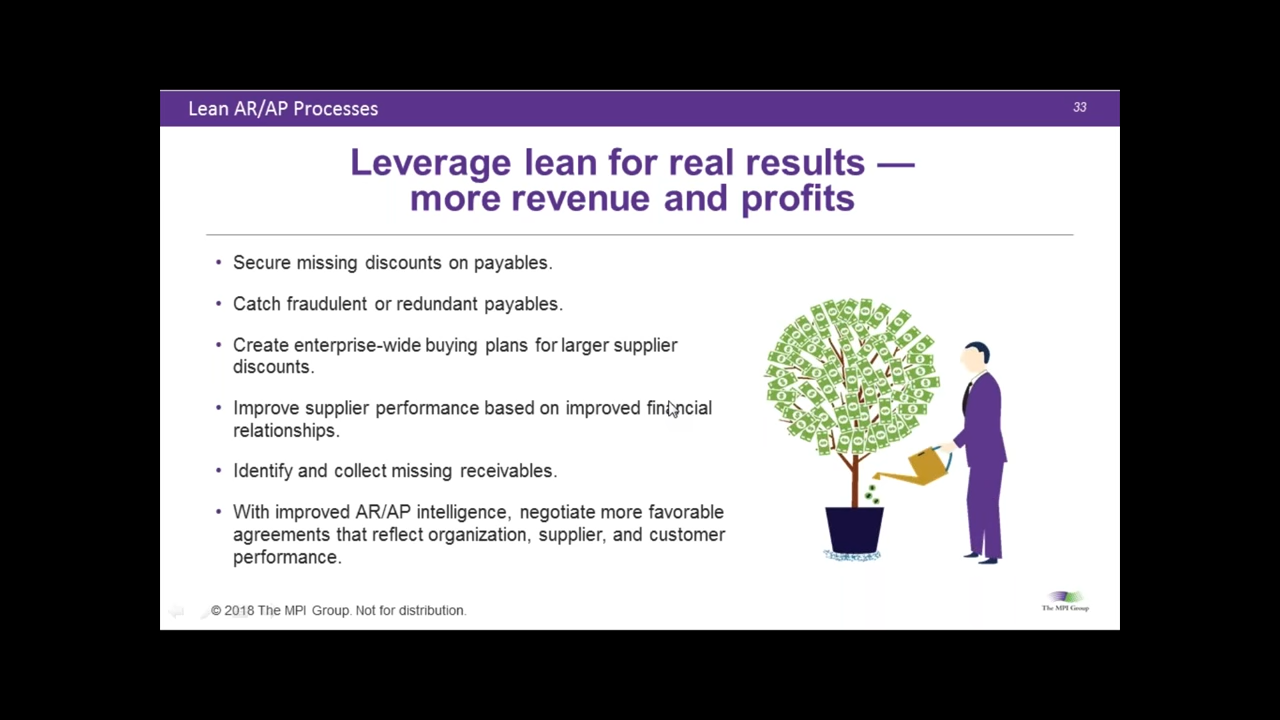 Lean AR/AP Processes
33
Leverage lean for real results —
more revenue and profits
• Secure missing discounts on payables.
• Catch fraudulent or redundant payables.
• Create enterprise-wide buying plans for larger supplier
discounts.
• Improve supplier performance based on improved financial
relationships.
• Identify and collect missing receivables.
• With improved AR/AP intelligence, negotiate more favorable
agreements that reflect organization, supplier, and customer
performance.
© 2018 The MPI Group. Not for distribution.
The MPI Group